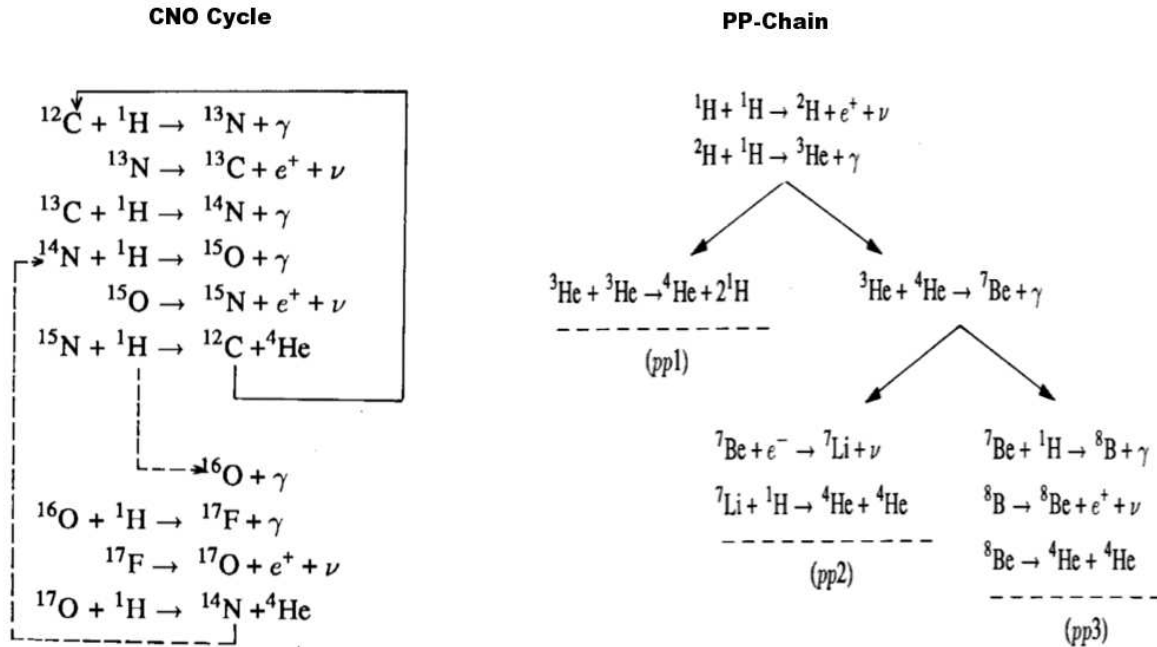 CNO Cycle
¹²C + ¹H → ¹³N + γ
¹³N → ¹³C + e⁺ + ν
¹³C + ¹H → ¹⁴N + γ
¹⁴N + ¹H → ¹⁵O + γ
¹⁵O → ¹⁵N + e⁺ + ν
¹⁵N + ¹H → ¹²C + ⁴He
¹⁶O + γ
¹⁶O + ¹H → ¹⁷F + γ
¹⁷F → ¹⁷O + e⁺ + ν
¹⁷O + ¹H → ¹⁴N + ⁴He
PP-Chain
¹H + ¹H → ²H + e⁺ + ν
²H + ¹H → ³He + γ
³He + ³He → ⁴He + 2¹H
(pp1)
³He + ⁴He → ⁷Be + γ
⁷Be + e⁻ → ⁷Li + ν
⁷Li + ¹H → ⁴He + ⁴He
(pp2)
⁷Be + ¹H → ⁸B + γ
⁸B → ⁸Be + e⁺ + ν
⁸Be → ⁴He + ⁴He
(pp3)